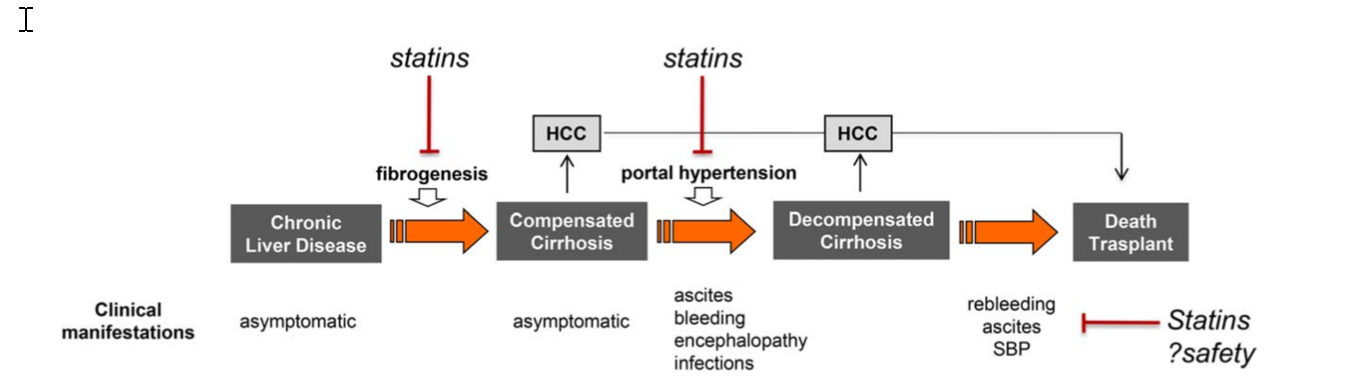 statins
statins
HCC
HCC
fibrogenesis
portal hypertension
Chronic
Liver Disease
Compensated
Cirrhosis
Decompensated
Cirrhosis
Death
Trasplant
Clinical
manifestations
asymptomatic
asymptomatic
ascites
bleeding
encephalopathy
infections
rebleeding
ascites
SBP
Statins
?safety